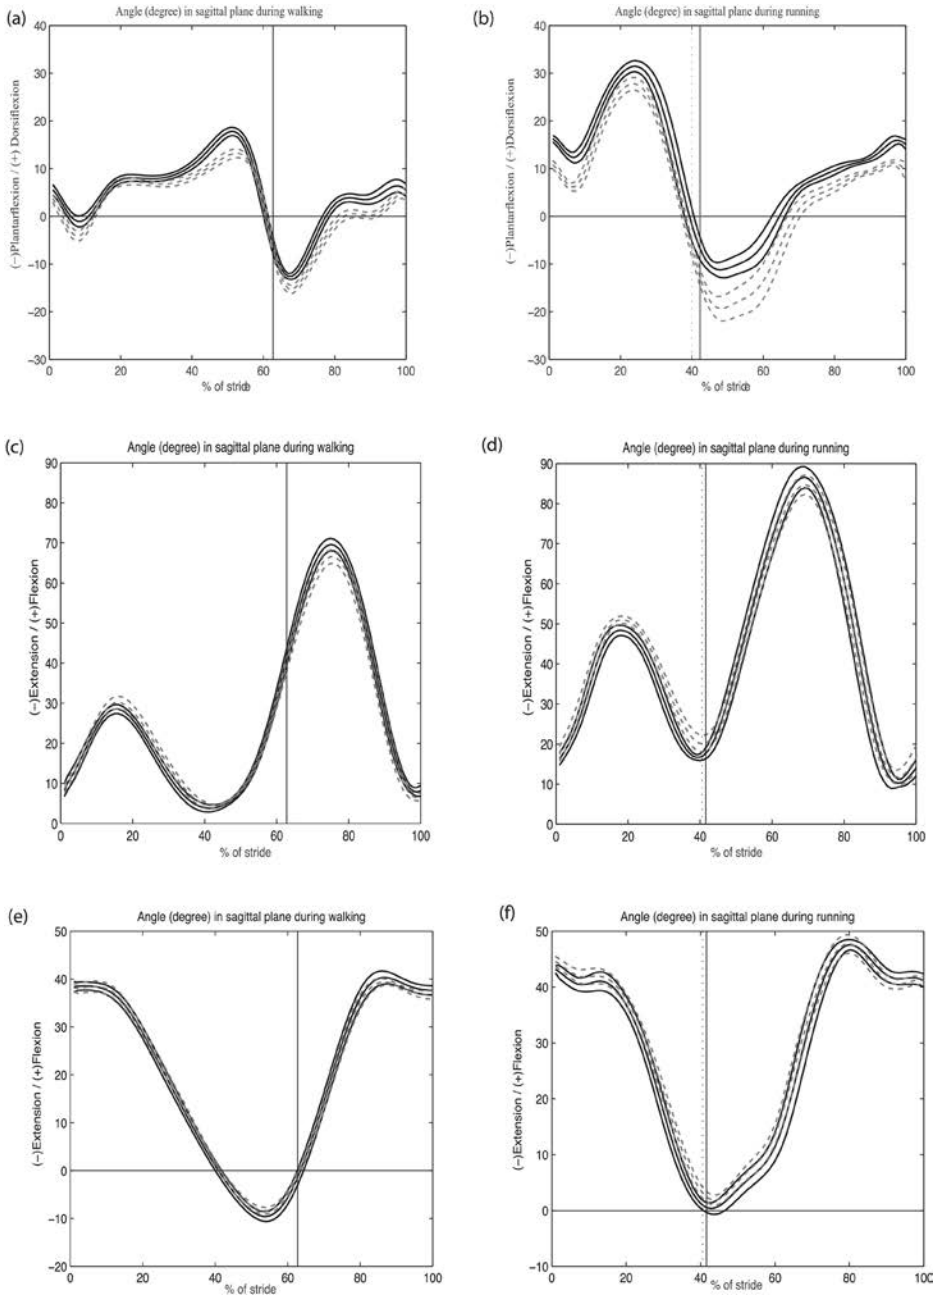 (a)
Angle (degree) in sagittal plane during walking
(−)Plantarflexion / (+) Dorsiflexion
40
30
20
10
0
−10
−20
−30
0 20 40 60 80 100
% of stride
(b)
Angle (degree) in sagittal plane during running
(−)Plantarflexion / (+)Dorsiflexion
40
30
20
10
0
−10
−20
−30
0 20 40 60 80 100
% of stride
(c)
Angle (degree) in sagittal plane during walking
(−)Extension / (+)Flexion
90
80
70
60
50
40
30
20
10
0
0 20 40 60 80 100
% of stride
(d)
Angle (degree) in sagittal plane during running
(−)Extension / (+)Flexion
90
80
70
60
50
40
30
20
10
0
0 20 40 60 80 100
% of stride
(e)
Angle (degree) in sagittal plane during walking
(−)Extension / (+)Flexion
50
40
30
20
10
0
−10
−20
0 20 40 60 80 100
% of stride
(f)
Angle (degree) in sagittal plane during running
(−)Extension / (+)Flexion
50
40
30
20
10
0
−10
0 20 40 60 80 100
% of stride